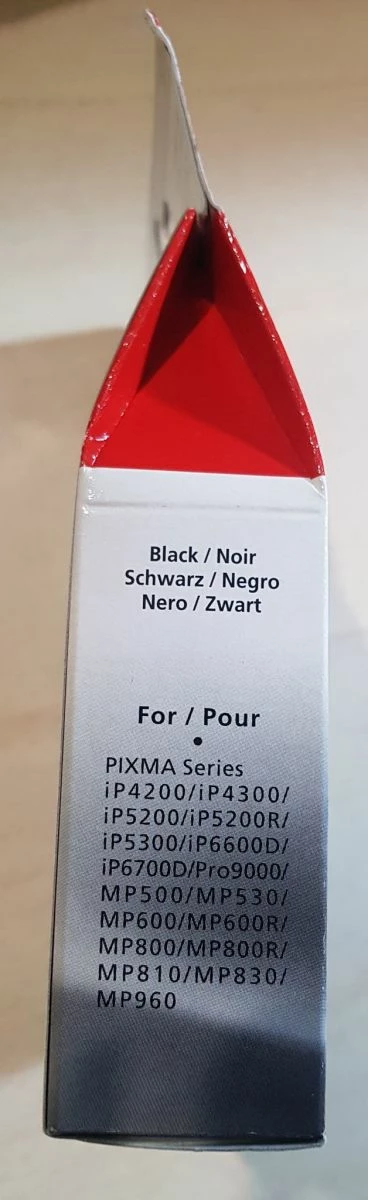 Black / Noir
Schwarz / Negro
Nero / Zwart
For / Pour
•
PIXMA Series
iP4200/iP4300/
iP5200/iP5200R/
iP5300/iP6600D/
iP6700D/Pro9000/
MP500/MP530/
MP600/MP600R/
MP800/MP800R/
MP810/MP830/
MP960